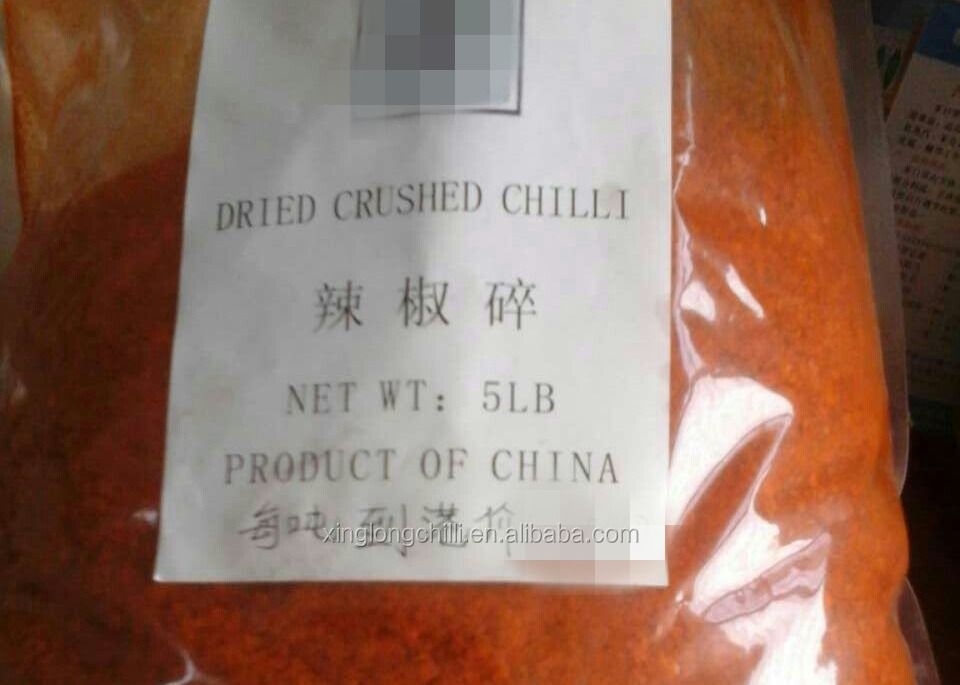 DRIED CRUSHED CHILLI
辣椒碎
NET WT: 5LB
PRODUCT OF CHINA
每吨到港价
xinglongchilli.en.alibaba.com